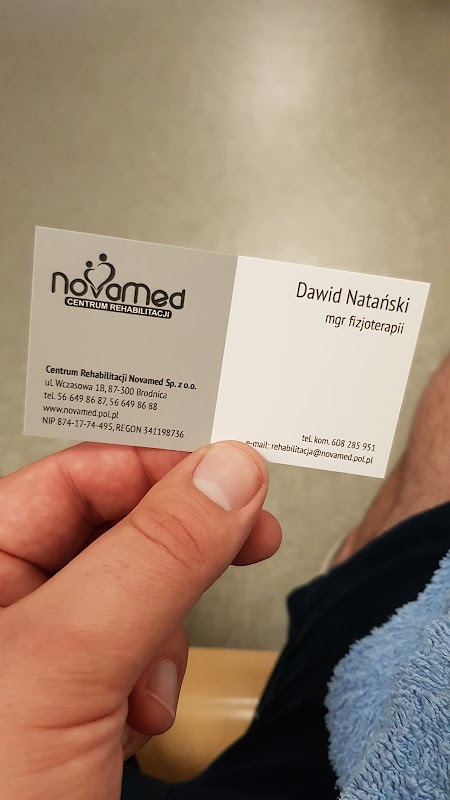 novamed
CENTRUM REHABILITACJI
Centrum Rehabilitacji Novamed Sp. z o.o.
ul. Wczasowa 1B, 87-300 Brodnica
tel. 56 649 86 87, 56 649 86 88
www.novamed.pol.pl
NIP 874-17-74-495, REGON 341198736
Dawid Natański
mgr fizjoterapii
tel. kom. 608 285 951
e-mail: rehabilitacja@novamed.pol.pl